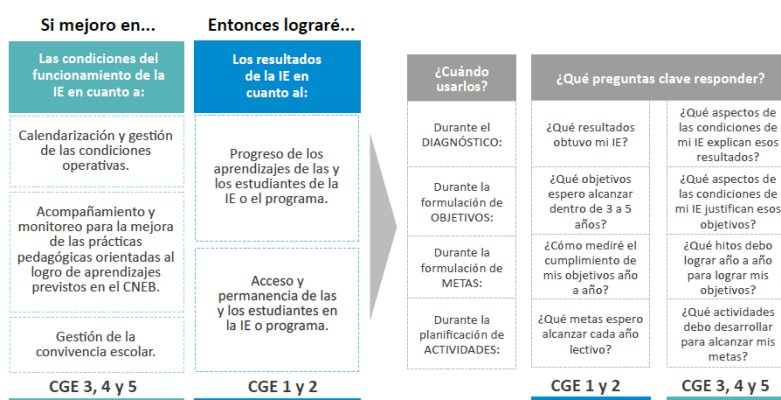 Si mejoro en...
Las condiciones del
funcionamiento de la
IE en cuanto a:
Calendarización y gestión
de las condiciones
operativas.
Acompañamiento y
monitoreo para la mejora
de las prácticas
pedagógicas orientadas al
logro de aprendizajes
previstos en el CNEB.
Gestión de la
convivencia escolar.
CGE 3, 4 y 5
Entonces lograré...
Los resultados
de la IE en
cuanto al:
Progreso de los
aprendizajes de las y
los estudiantes de la
IE o el programa.
Acceso y
permanencia de las
y los estudiantes en
la IE o programa.
CGE 1 y 2
¿Cuándo
usarlos?
¿Qué preguntas clave responder?
Durante el
DIAGNÓSTICO:
¿Qué resultados
obtuvo mi IE?
¿Qué aspectos de
las condiciones de
mi IE explican esos
resultados?
Durante la
formulación de
OBJETIVOS:
¿Qué objetivos
espero alcanzar
dentro de 3 a 5
años?
¿Qué aspectos de
las condiciones de
mi IE justifican esos
objetivos?
Durante la
formulación de
METAS:
¿Cómo mediré el
cumplimiento de
mis objetivos año
a año?
¿Qué hitos debo
lograr año a año
para lograr mis
objetivos?
Durante la
planificación de
ACTIVIDADES:
¿Qué metas espero
alcanzar cada año
lectivo?
¿Qué actividades
debo desarrollar
para alcanzar mis
metas?
CGE 1 y 2
CGE 3, 4 y 5